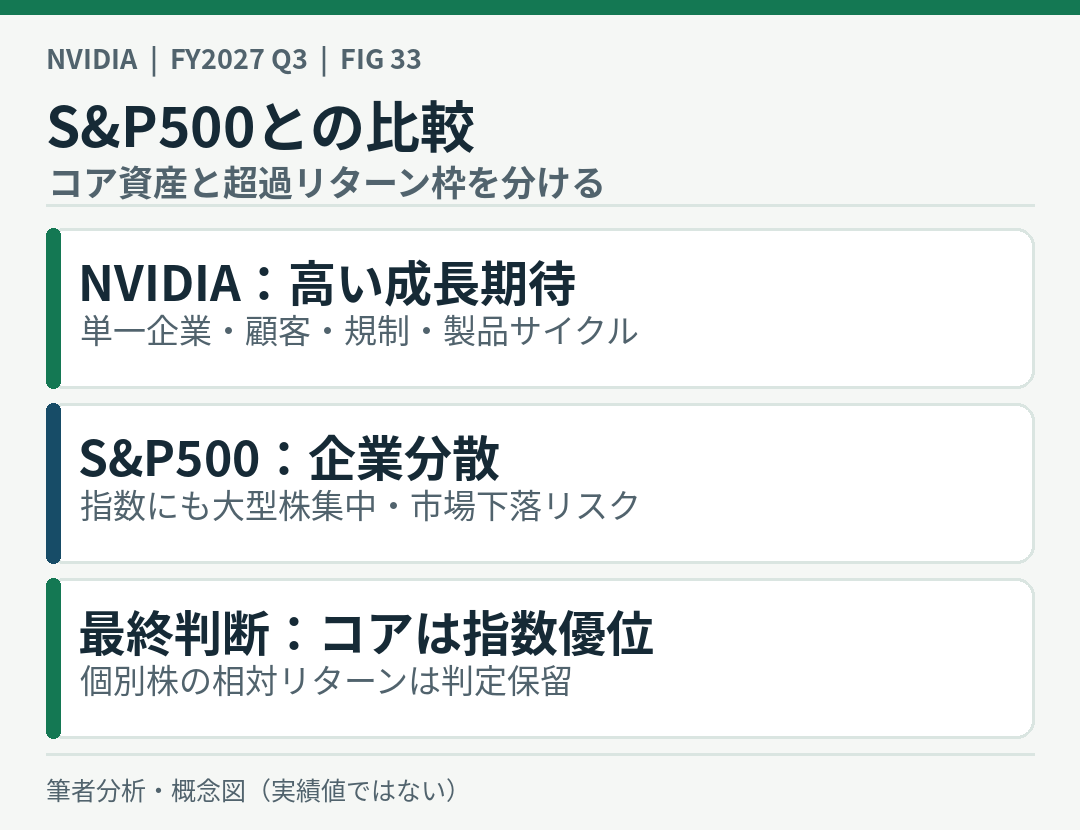 NVIDIA｜FY2027 Q3｜FIG 33
S&P500との比較
コア資産と超過リターン枠を分ける
NVIDIA：高い成長期待
単一企業・顧客・規制・製品サイクル
S&P500：企業分散
指数にも大型株集中・市場下落リスク
最終判断：コアは指数優位
個別株の相対リターンは判定保留
筆者分析・概念図（実績値ではない）